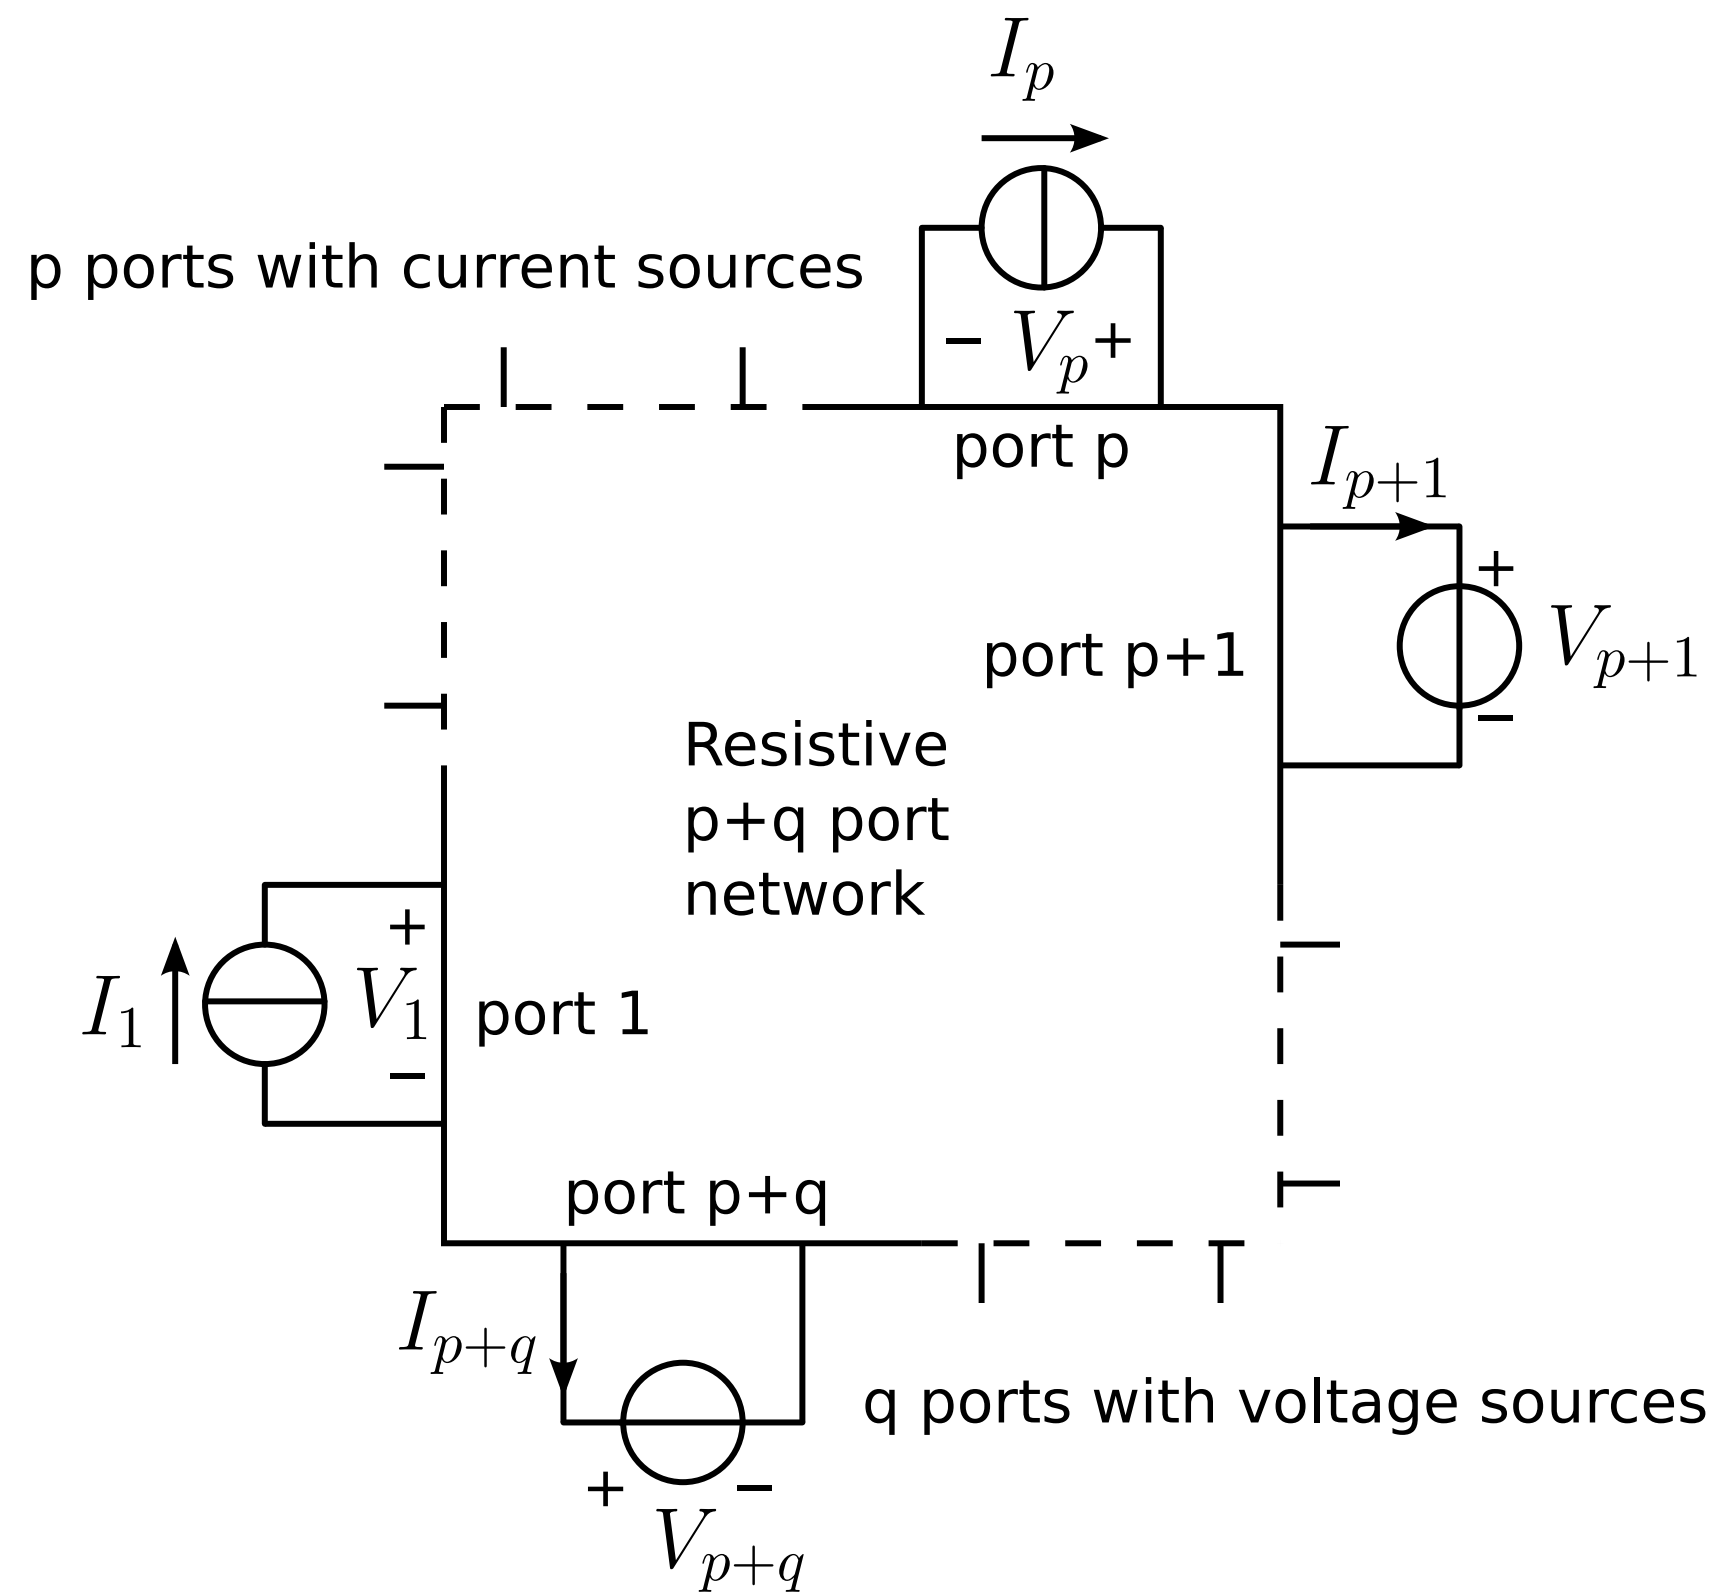 I_p
p ports with current sources
− V_p +
port p
I_{p+1}
+
port p+1
V_{p+1}
−
Resistive
p+q port
network
+
I_1
V_1
port 1
−
port p+q
I_{p+q}
q ports with voltage sources
+ −
V_{p+q}